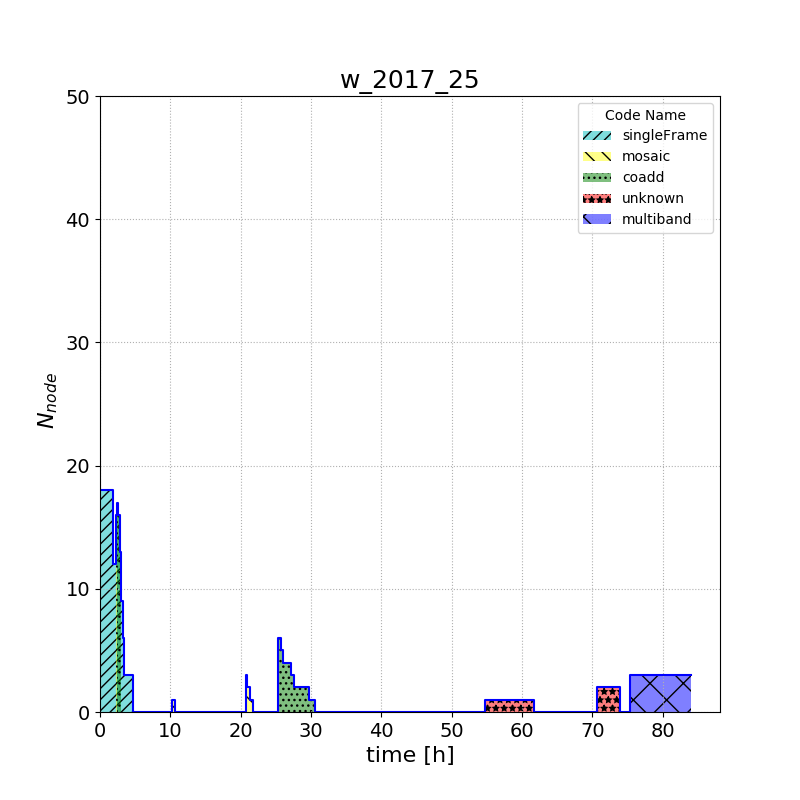 w_2017_25
50
40
30
20
10
0
N_node
0 10 20 30 40 50 60 70 80
time [h]
Code Name
singleFrame
mosaic
coadd
unknown
multiband